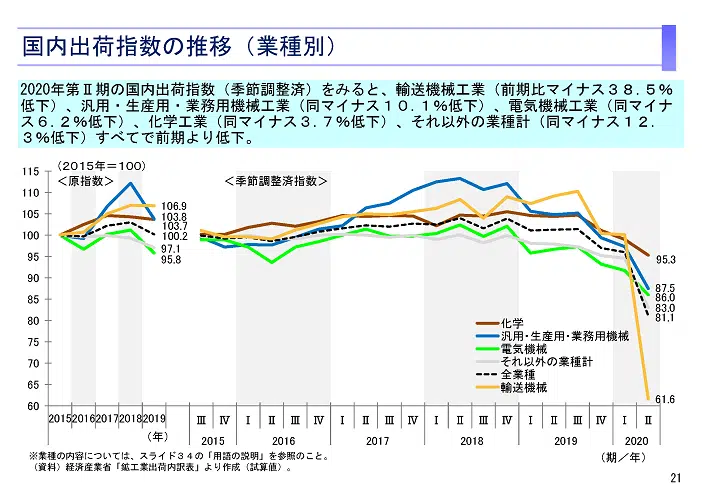 国内出荷指数の推移（業種別）
2020年第Ⅱ期の国内出荷指数（季節調整済）をみると、輸送機械工業（前期比マイナス３８．５％
低下）、汎用・生産用・業務用機械工業（同マイナス１０．１％低下）、電気機械工業（同マイナ
ス６．２％低下）、化学工業（同マイナス３．７％低下）、それ以外の業種計（同マイナス１２．
３％低下）すべてで前期より低下。
（2015年＝100）
＜原指数＞
＜季節調整済指数＞
115
110
105
100
95
90
85
80
75
70
65
60
106.9
103.8
103.7
100.2
97.1
95.8
95.3
87.5
86.0
83.0
81.1
61.6
化学
汎用・生産用・業務用機械
電気機械
それ以外の業種計
全業種
輸送機械
2015 2016 2017 2018 2019
（年）
Ⅲ Ⅳ Ⅰ Ⅱ Ⅲ Ⅳ Ⅰ Ⅱ Ⅲ Ⅳ Ⅰ Ⅱ Ⅲ Ⅳ Ⅰ Ⅱ Ⅲ Ⅳ Ⅰ Ⅱ
2015 2016 2017 2018 2019 2020
（期／年）
※業種の内容については、スライド３４の「用語の説明」を参照のこと。
（資料）経済産業省「鉱工業出荷内訳表」より作成（試算値）。
21